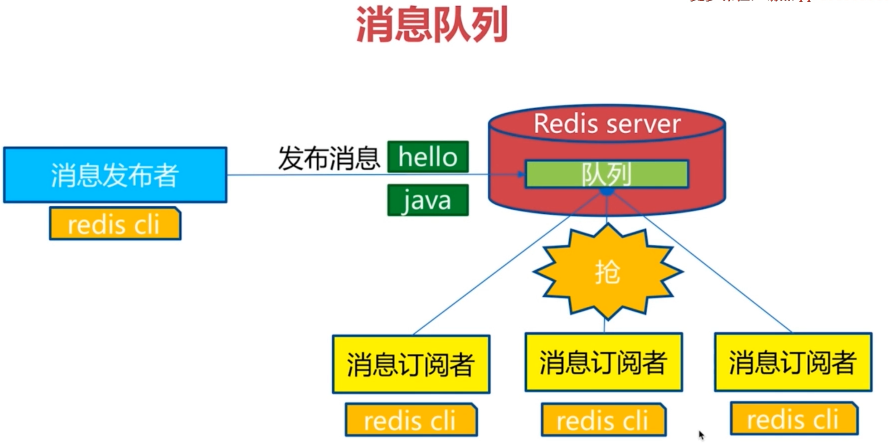 消息队列
Redis server
发布消息 hello
消息发布者
队列
java
redis cli
抢
消息订阅者 消息订阅者 消息订阅者
redis cli redis cli redis cli